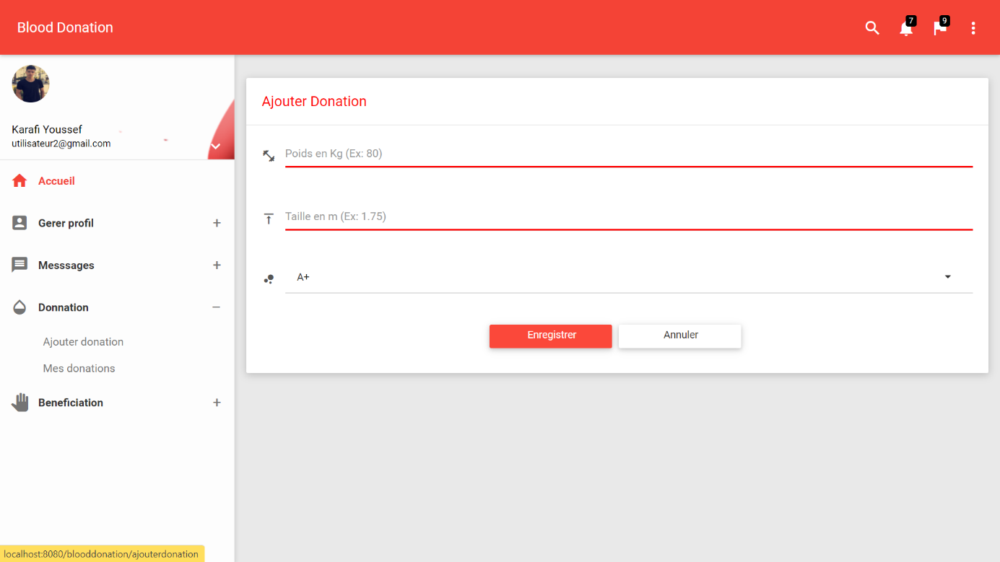 Blood Donation
7
9
Karafi Youssef
utilisateur2@gmail.com
Accueil
Gerer profil
Messsages
Donnation
Ajouter donation
Mes donations
Beneficiation
Ajouter Donation
Poids en Kg (Ex: 80)
Taille en m (Ex: 1.75)
A+
Enregistrer
Annuler
localhost:8080/blooddonation/ajouterdonation